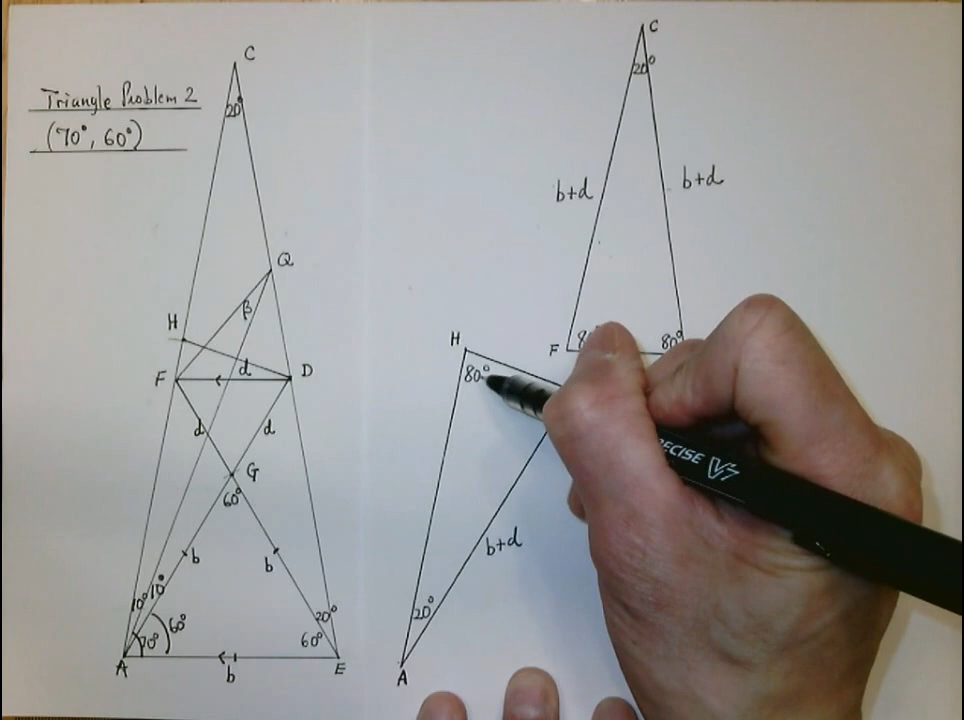 Triangle Problem 2
(70°, 60°)
C
20°
Q
β
H
d
F
D
d
d
G
60°
b
b
10°
10°
70°
60°
20°
60°
A
b
E
C
20°
b+d
b+d
F
80°
H
80°
b+d
20°
A
PRECISE V7